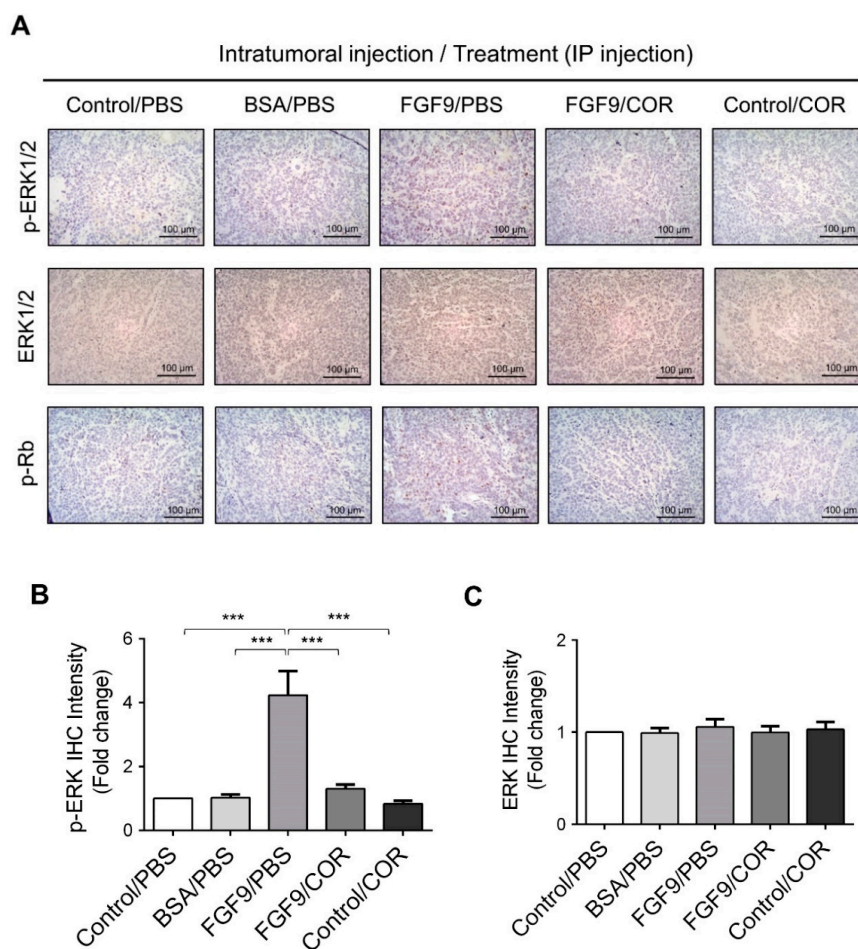 A
Intratumoral injection / Treatment (IP injection)
Control/PBS BSA/PBS FGF9/PBS FGF9/COR Control/COR
p-ERK1/2
100 μm 100 μm 100 μm 100 μm 100 μm
ERK1/2
100 μm 100 μm 100 μm 100 μm 100 μm
p-Rb
100 μm 100 μm 100 μm 100 μm 100 μm
B
p-ERK IHC Intensity
(Fold change)
*** ***
*** ***
6
4
2
0
Control/PBS
BSA/PBS
FGF9/PBS
FGF9/COR
Control/COR
C
ERK IHC Intensity
(Fold change)
2
1
0
Control/PBS
BSA/PBS
FGF9/PBS
FGF9/COR
Control/COR